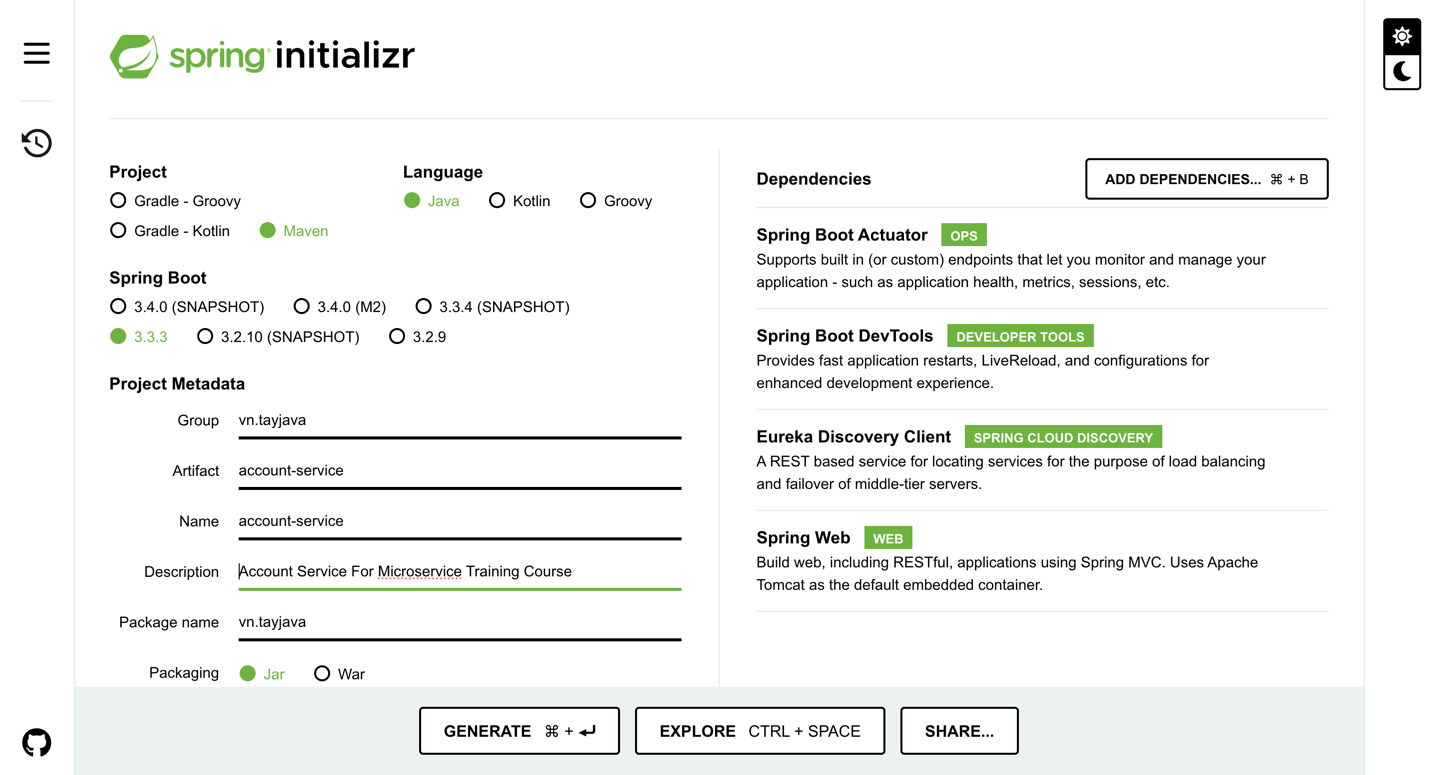 spring initializr
Project
Gradle - Groovy
Gradle - Kotlin Maven
Language
Java Kotlin Groovy
Spring Boot
3.4.0 (SNAPSHOT) 3.4.0 (M2) 3.3.4 (SNAPSHOT)
3.3.3 3.2.10 (SNAPSHOT) 3.2.9
Project Metadata
Group vn.tayjava
Artifact account-service
Name account-service
Description Account Service For Microservice Training Course
Package name vn.tayjava
Packaging Jar War
Dependencies
ADD DEPENDENCIES... ⌘ + B
Spring Boot Actuator OPS
Supports built in (or custom) endpoints that let you monitor and manage your
application - such as application health, metrics, sessions, etc.
Spring Boot DevTools DEVELOPER TOOLS
Provides fast application restarts, LiveReload, and configurations for
enhanced development experience.
Eureka Discovery Client SPRING CLOUD DISCOVERY
A REST based service for locating services for the purpose of load balancing
and failover of middle-tier servers.
Spring Web WEB
Build web, including RESTful, applications using Spring MVC. Uses Apache
Tomcat as the default embedded container.
GENERATE ⌘ + ⏎
EXPLORE CTRL + SPACE
SHARE...